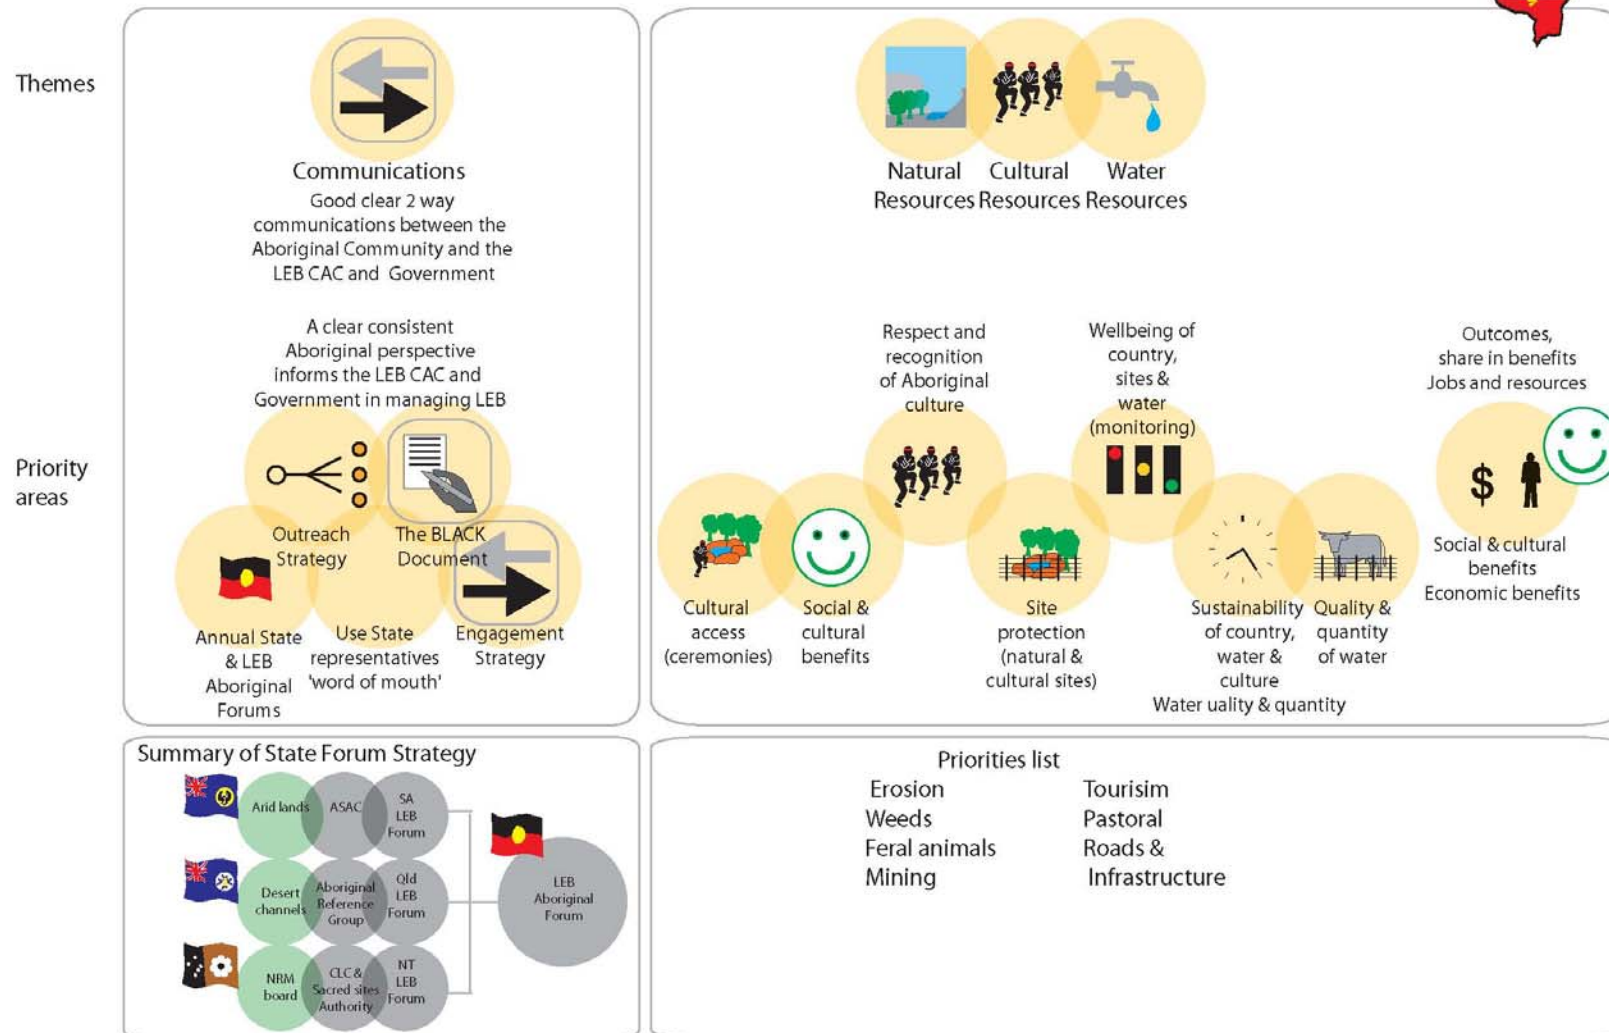 Themes
Communications
Good clear 2 way
communications between the
Aboriginal Community and the
LEB CAC and Government
Natural
Resources
Cultural
Resources
Water
Resources
Priority
areas
A clear consistent
Aboriginal perspective
informs the LEB CAC and
Government in managing LEB
Outreach
Strategy
The BLACK
Document
Annual State
& LEB
Aboriginal
Forums
Use State
representatives
'word of mouth'
Engagement
Strategy
Respect and
recognition
of Aboriginal
culture
Wellbeing of
country,
sites &
water
(monitoring)
Outcomes,
share in benefits
Jobs and resources
$
Social & cultural
benefits
Economic benefits
Cultural
access
(ceremonies)
Social &
cultural
benefits
Site
protection
(natural &
cultural sites)
Sustainability
of country,
water &
culture
Quality &
quantity
of water
Water uality & quantity
Summary of State Forum Strategy
Arid lands
ASAC
SA
LEB
Forum
Desert
channels
Aboriginal
Reference
Group
Qld
LEB
Forum
NRM
board
CLC &
Sacred sites
Authority
NT
LEB
Forum
LEB
Aboriginal
Forum
Priorities list
Erosion
Weeds
Feral animals
Mining
Tourisim
Pastoral
Roads &
Infrastructure